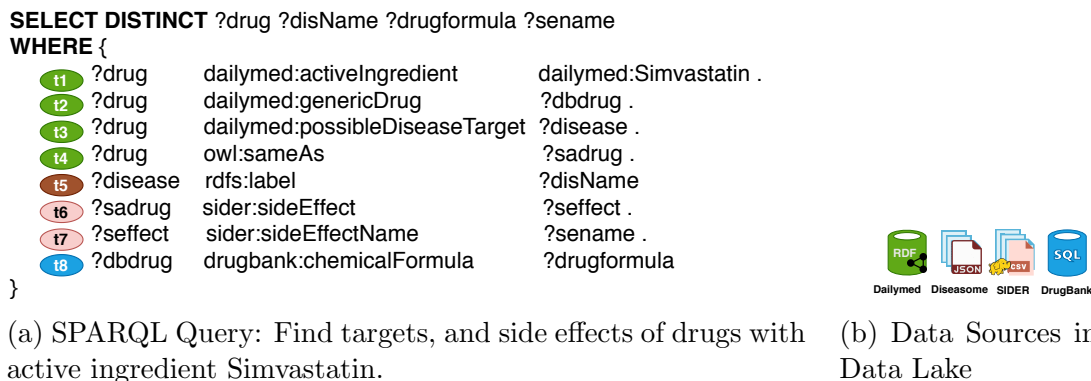 SELECT DISTINCT ?drug ?disName ?drugformula ?sename
WHERE {
t1 ?drug dailymed:activeIngredient dailymed:Simvastatin .
t2 ?drug dailymed:genericDrug ?dbdrug .
t3 ?drug dailymed:possibleDiseaseTarget ?disease .
t4 ?drug owl:sameAs ?sadrug .
t5 ?disease rdfs:label ?disName
t6 ?sadrug sider:sideEffect ?seffect .
t7 ?seffect sider:sideEffectName ?sename .
t8 ?dbdrug drugbank:chemicalFormula ?drugformula
}
(a) SPARQL Query: Find targets, and side effects of drugs with
active ingredient Simvastatin.
RDF JSON csv SQL
Dailymed Diseasome SIDER DrugBank
(b) Data Sources in
Data Lake